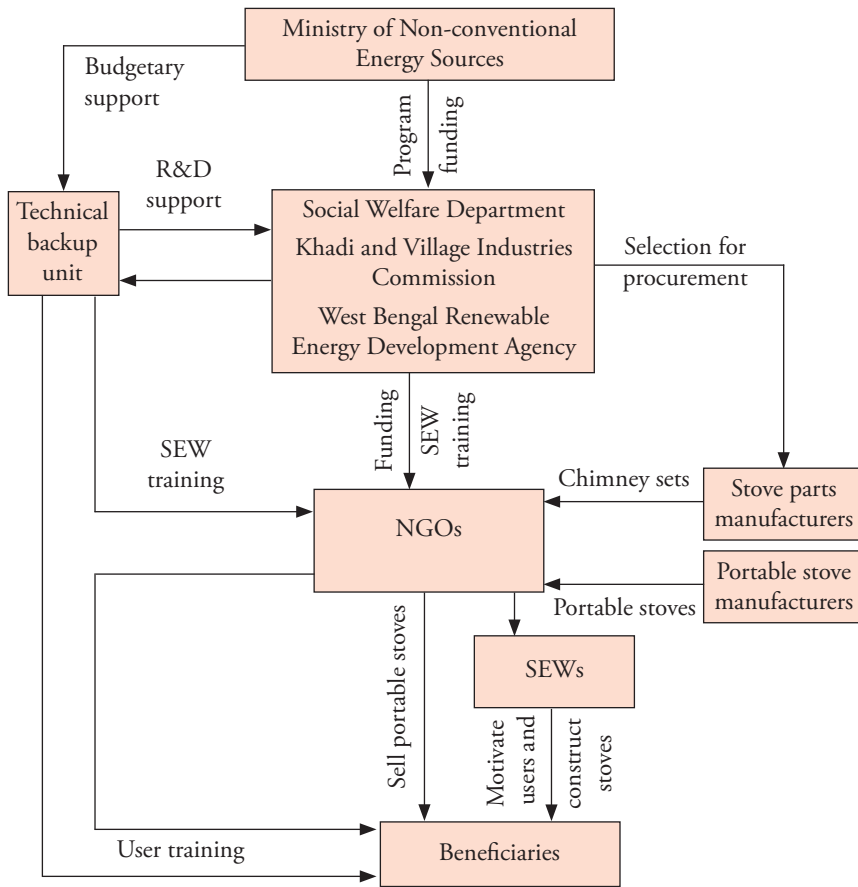 Ministry of Non-conventional
Energy Sources
Budgetary
support
Program
funding
R&D
support
Technical
backup
unit
Social Welfare Department
Khadi and Village Industries
Commission
West Bengal Renewable
Energy Development Agency
Selection for
procurement
Funding
SEW
training
SEW
training
Chimney sets
Stove parts
manufacturers
NGOs
Portable stove
manufacturers
Portable stoves
SEWs
Sell portable stoves
Motivate
users and
construct
stoves
User training
Beneficiaries